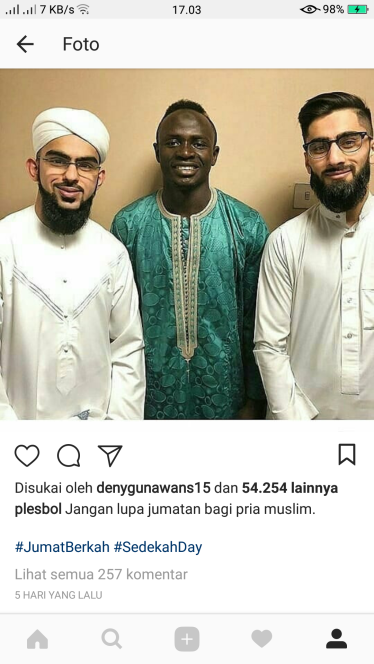 7 KB/s 17.03 98%
Foto
Disukai oleh denygunawans15 dan 54.254 lainnya
plesbol Jangan lupa jumatan bagi pria muslim.
#JumatBerkah #SedekahDay
Lihat semua 257 komentar
5 HARI YANG LALU